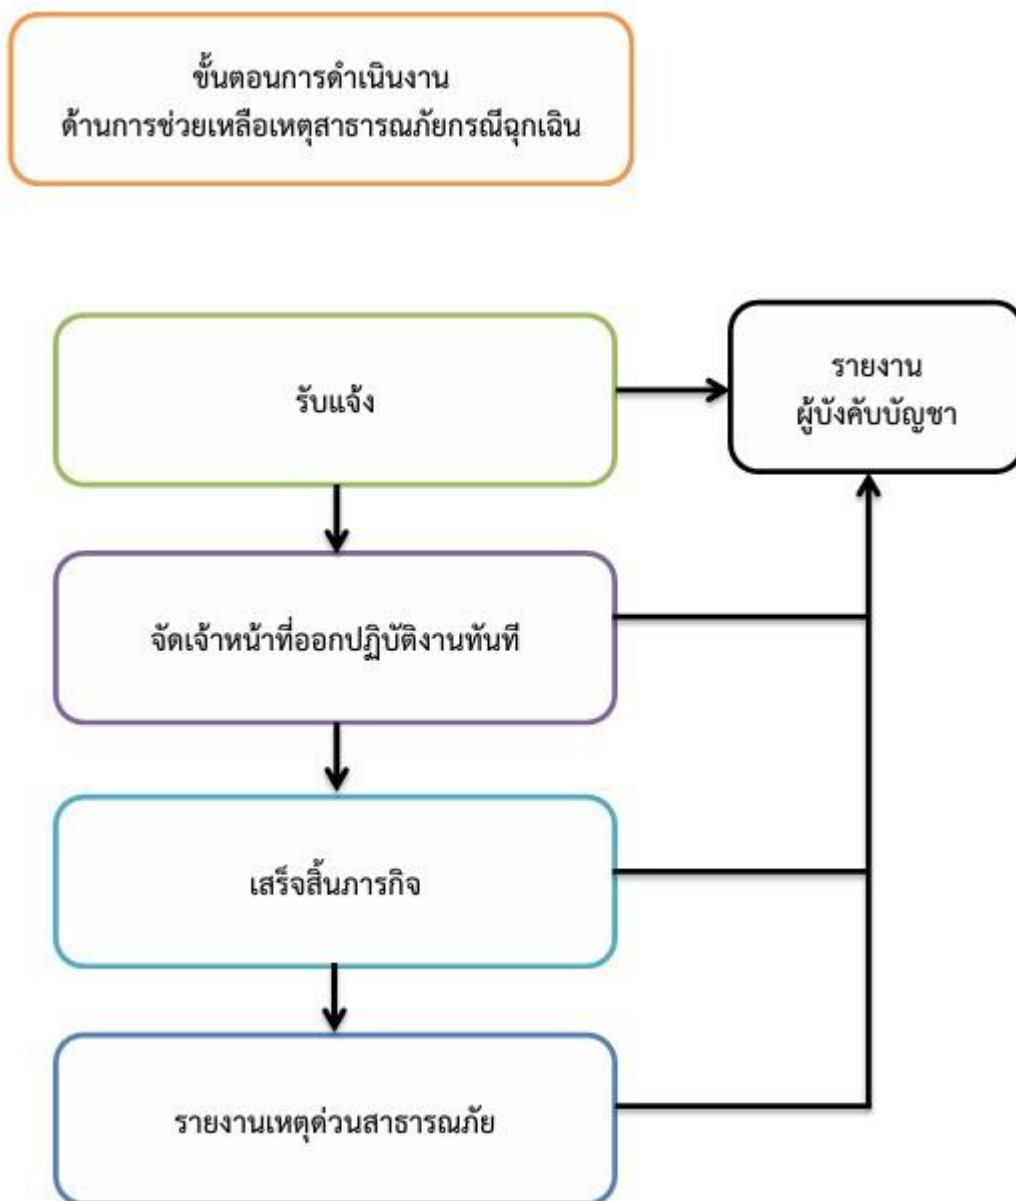 ขั้นตอนการดำเนินงาน
ด้านการช่วยเหลือเหตุสาธารณภัยกรณีฉุกเฉิน
รับแจ้ง
รายงาน
ผู้บังคับบัญชา
จัดเจ้าหน้าที่ออกปฏิบัติงานทันที
เสร็จสิ้นภารกิจ
รายงานเหตุด่วนสาธารณภัย